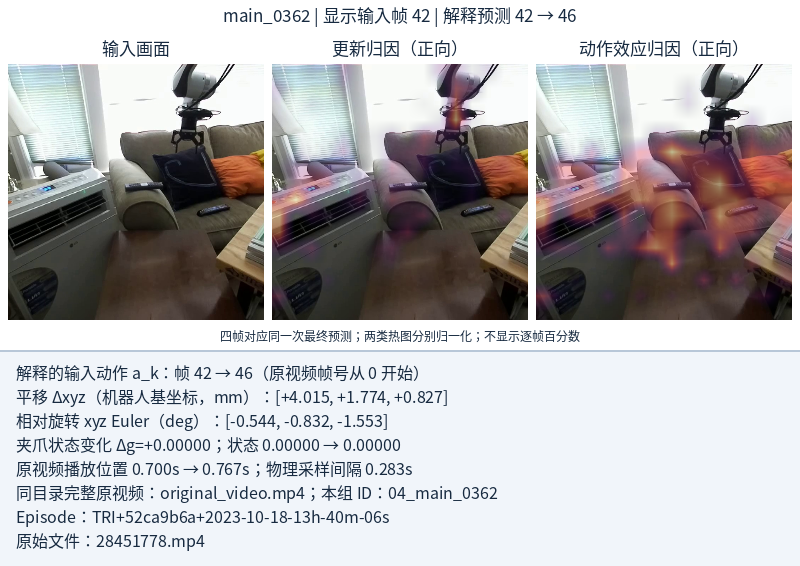 main_0362 | 显示输入帧 42 | 解释预测 42 → 46
输入画面
更新归因（正向）
动作效应归因（正向）
四帧对应同一次最终预测；两类热图分别归一化；不显示逐帧百分数
解释的输入动作 a_k：帧 42 → 46（原视频帧号从 0 开始）
平移 Δxyz（机器人基坐标，mm）：[+4.015, +1.774, +0.827]
相对旋转 xyz Euler（deg）：[-0.544, -0.832, -1.553]
夹爪状态变化 Δg=+0.00000；状态 0.00000 → 0.00000
原视频播放位置 0.700s → 0.767s；物理采样间隔 0.283s
同目录完整原视频：original_video.mp4；本组 ID：04_main_0362
Episode：TRI+52ca9b6a+2023-10-18-13h-40m-06s
原始文件：28451778.mp4